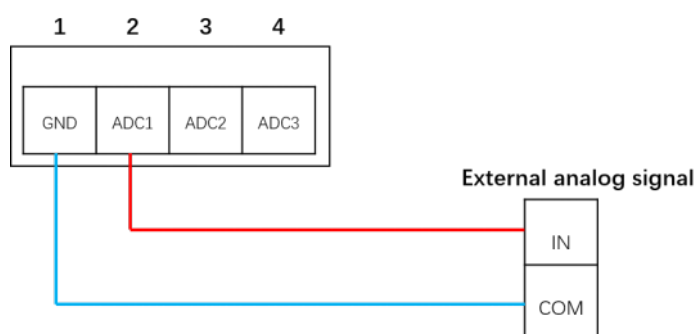 1 2 3 4
GND ADC1 ADC2 ADC3
External analog signal
IN
COM